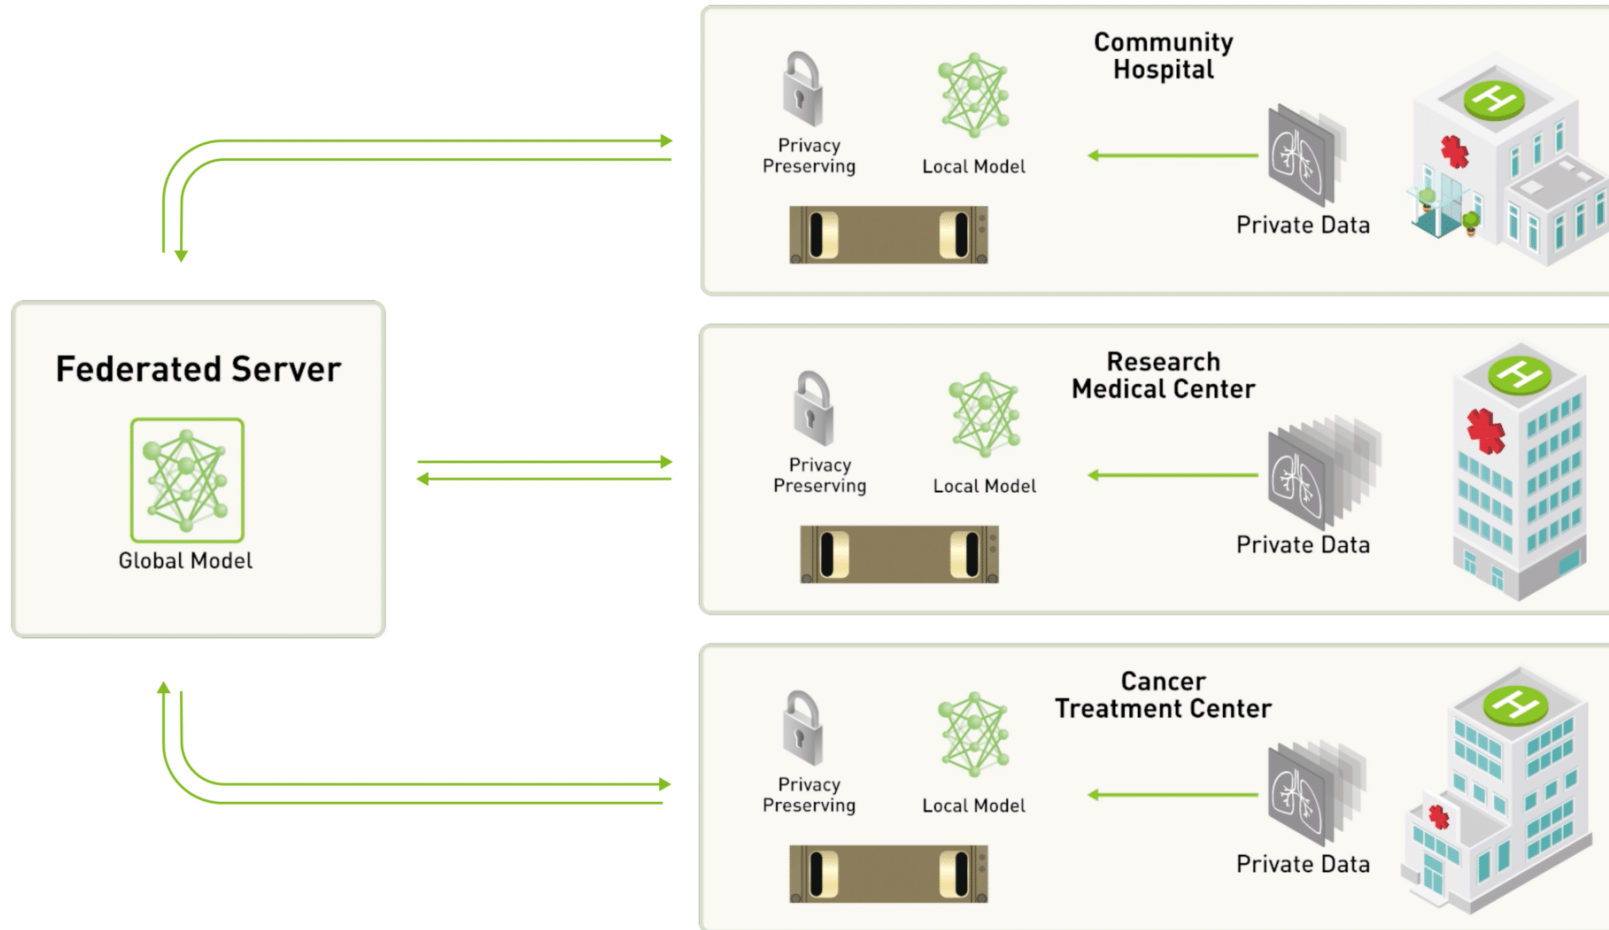 Community
Hospital
Privacy
Preserving
Local Model
Private Data
H
Federated Server
Global Model
Research
Medical Center
Privacy
Preserving
Local Model
Private Data
H
Cancer
Treatment Center
Privacy
Preserving
Local Model
Private Data
H